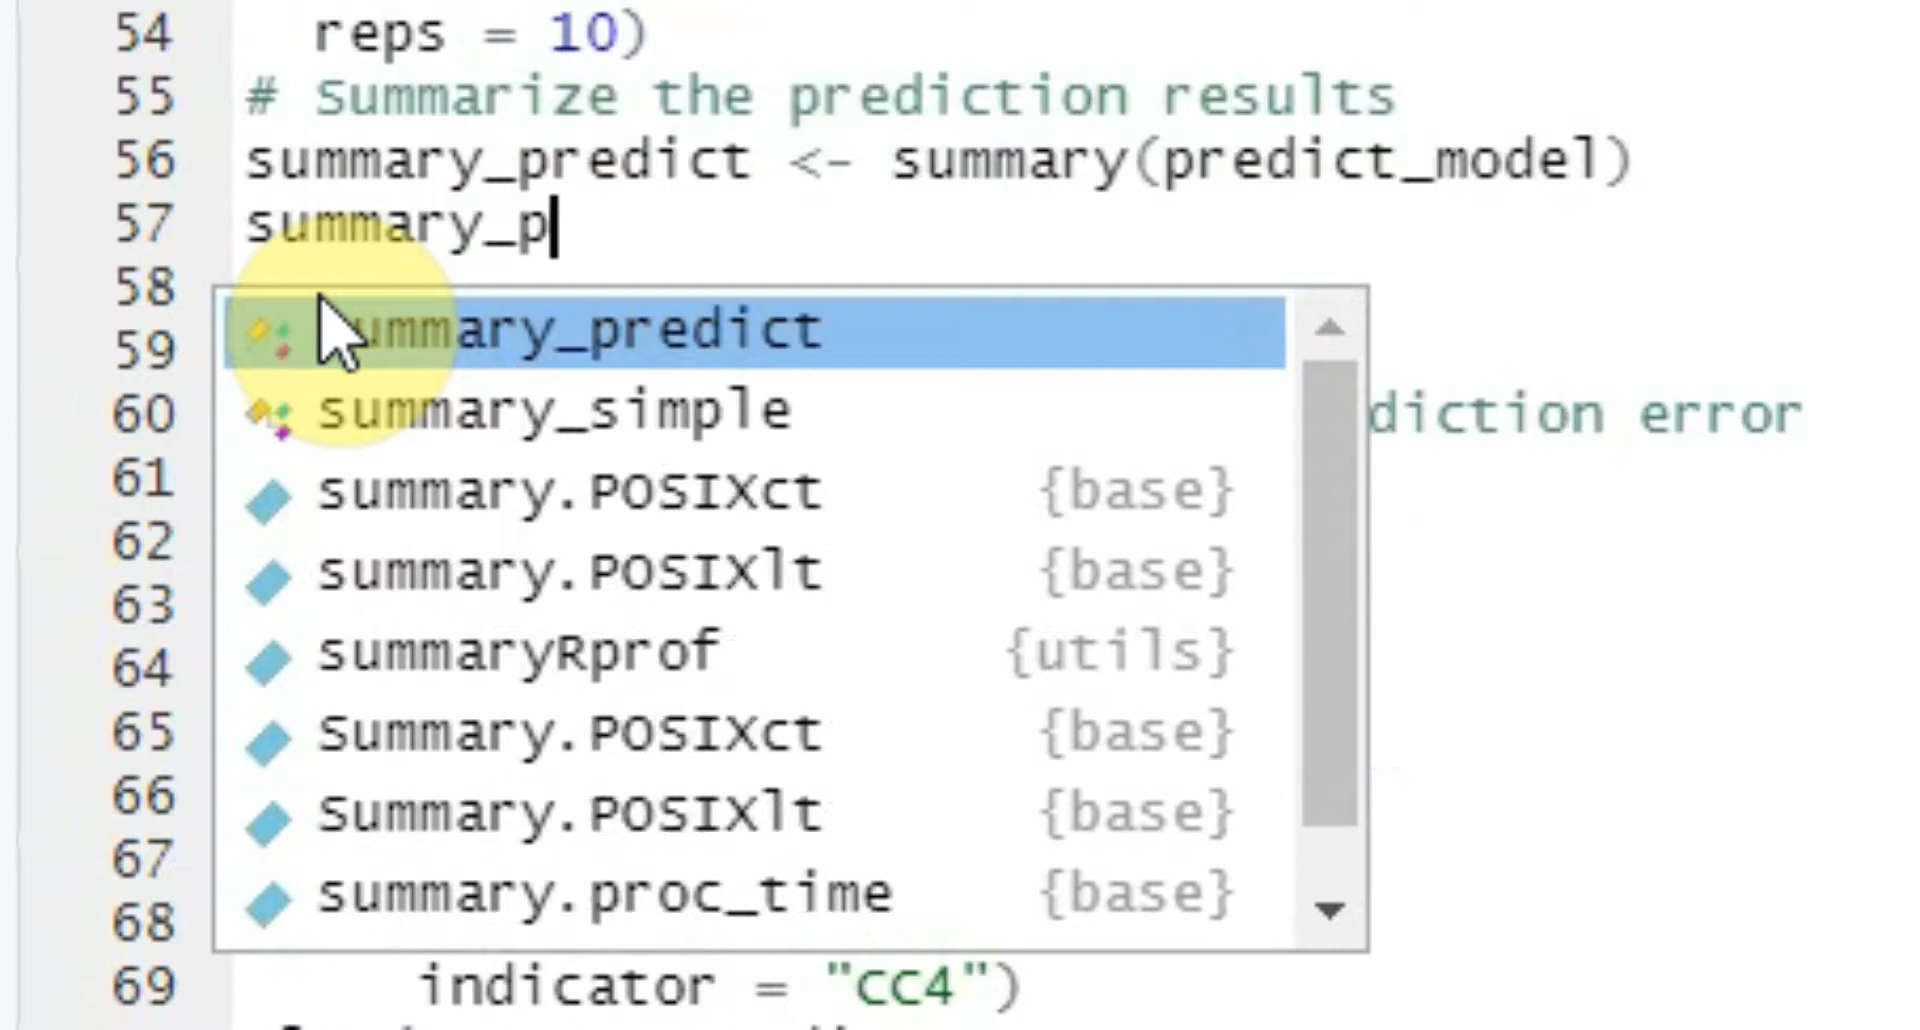 54 reps = 10)
55 # Summarize the prediction results
56 summary_predict <- summary(predict_model)
57 summary_p
58
summary_predict
59
summary_simple
60 diction error
61
summary.POSIXct {base}
62
summary.POSIXlt {base}
63
summaryRprof {utils}
64
65
Summary.POSIXct {base}
66
Summary.POSIXlt {base}
67
summary.proc_time {base}
68
69 indicator = "CC4")